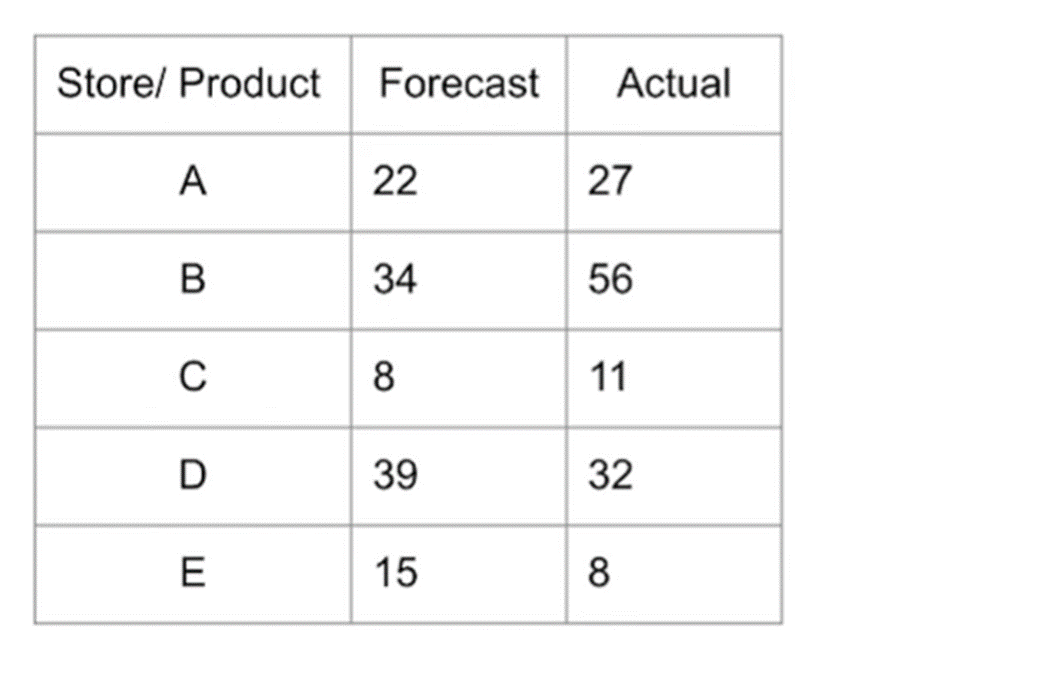 Store/ Product Forecast Actual
A 22 27
B 34 56
C 8 11
D 39 32
E 15 8